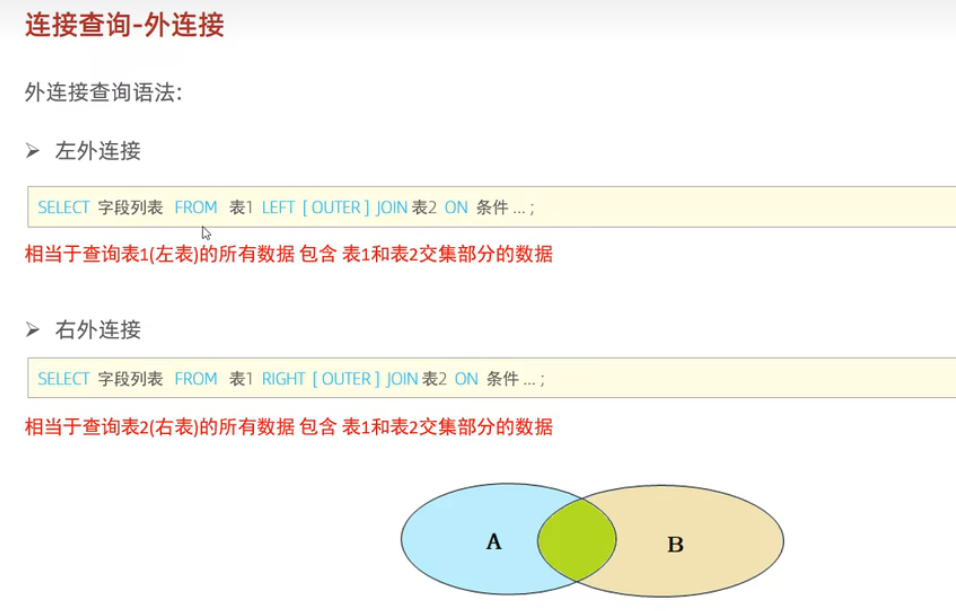 连接查询-外连接
外连接查询语法:
➢ 左外连接
SELECT 字段列表 FROM 表1 LEFT [ OUTER ] JOIN 表2 ON 条件 ... ;
相当于查询表1(左表)的所有数据 包含 表1和表2交集部分的数据
➢ 右外连接
SELECT 字段列表 FROM 表1 RIGHT [ OUTER ] JOIN 表2 ON 条件 ... ;
相当于查询表2(右表)的所有数据 包含 表1和表2交集部分的数据
A B